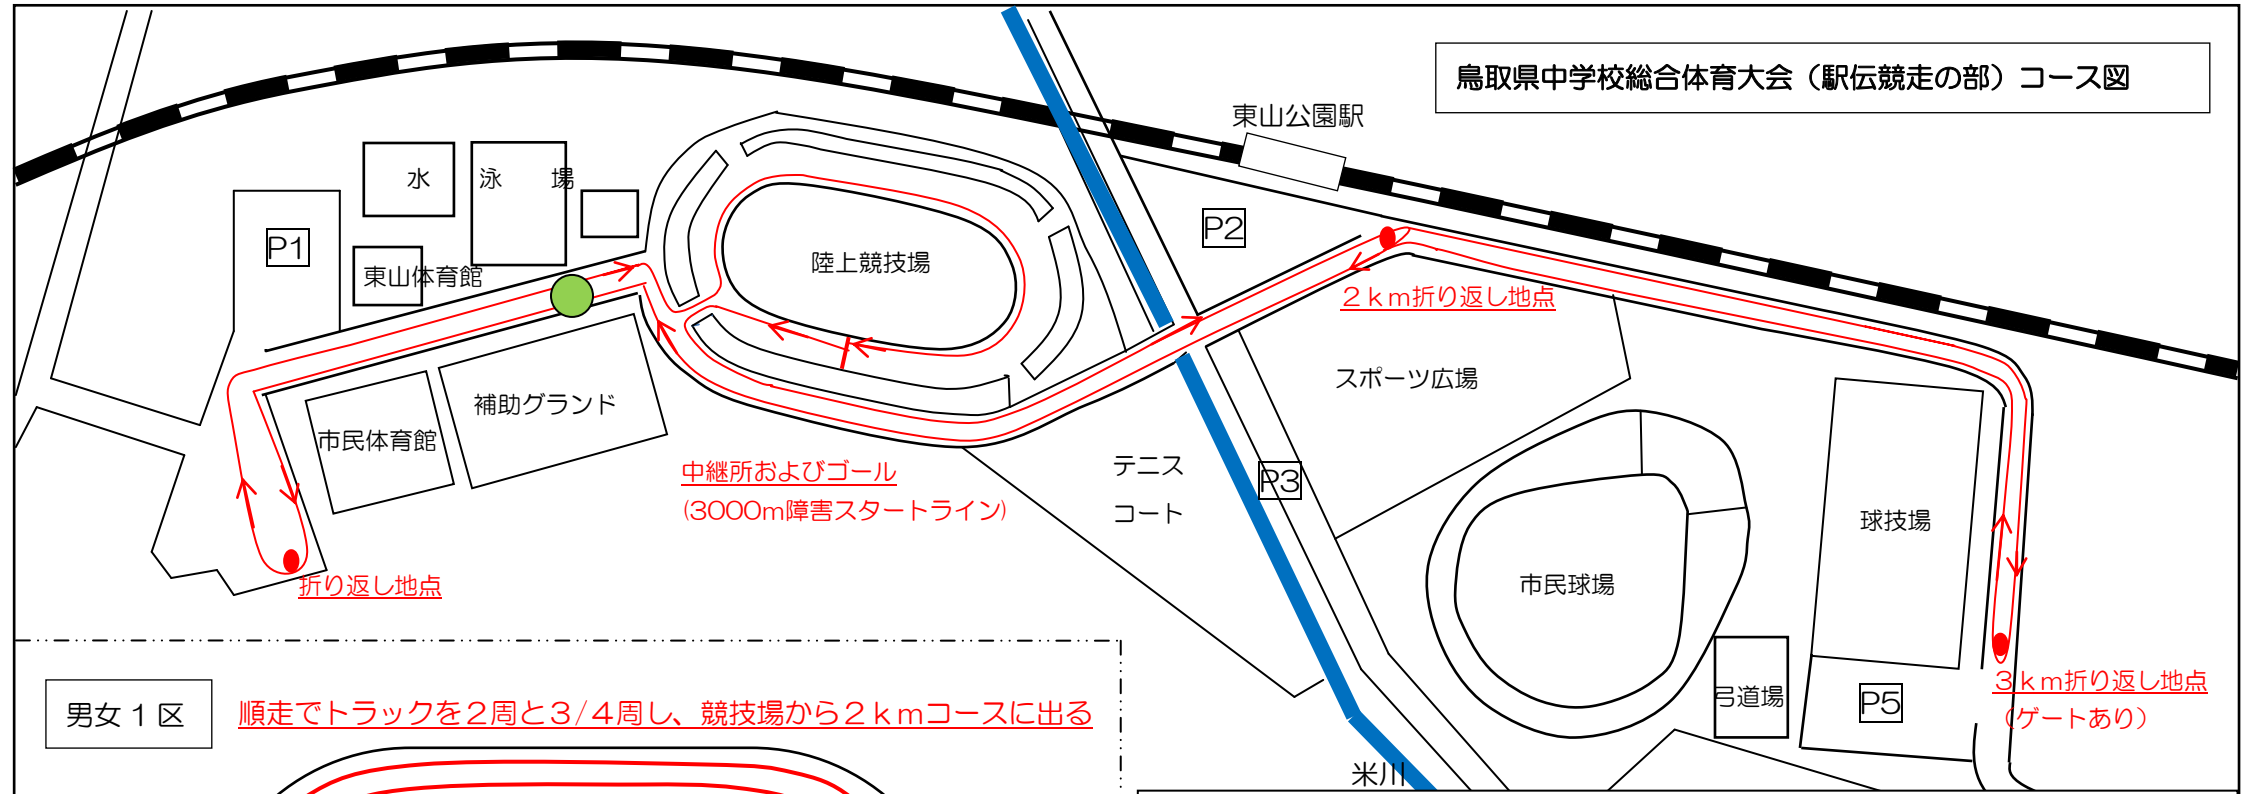 鳥取県中学校総合体育大会（駅伝競走の部）コース図
東山公園駅
水　泳　場
P1
P2
東山体育館
陸上競技場
2ｋｍ折り返し地点
スポーツ広場
補助グランド
市民体育館
中継所およびゴール
(3000m障害スタートライン)
テニス
コート
P3
球技場
市民球場
折り返し地点
弓道場
P5
3ｋｍ折り返し地点
（ゲートあり）
男女１区
順走でトラックを２周と３/４周し、競技場から２ｋｍコースに出る
米川